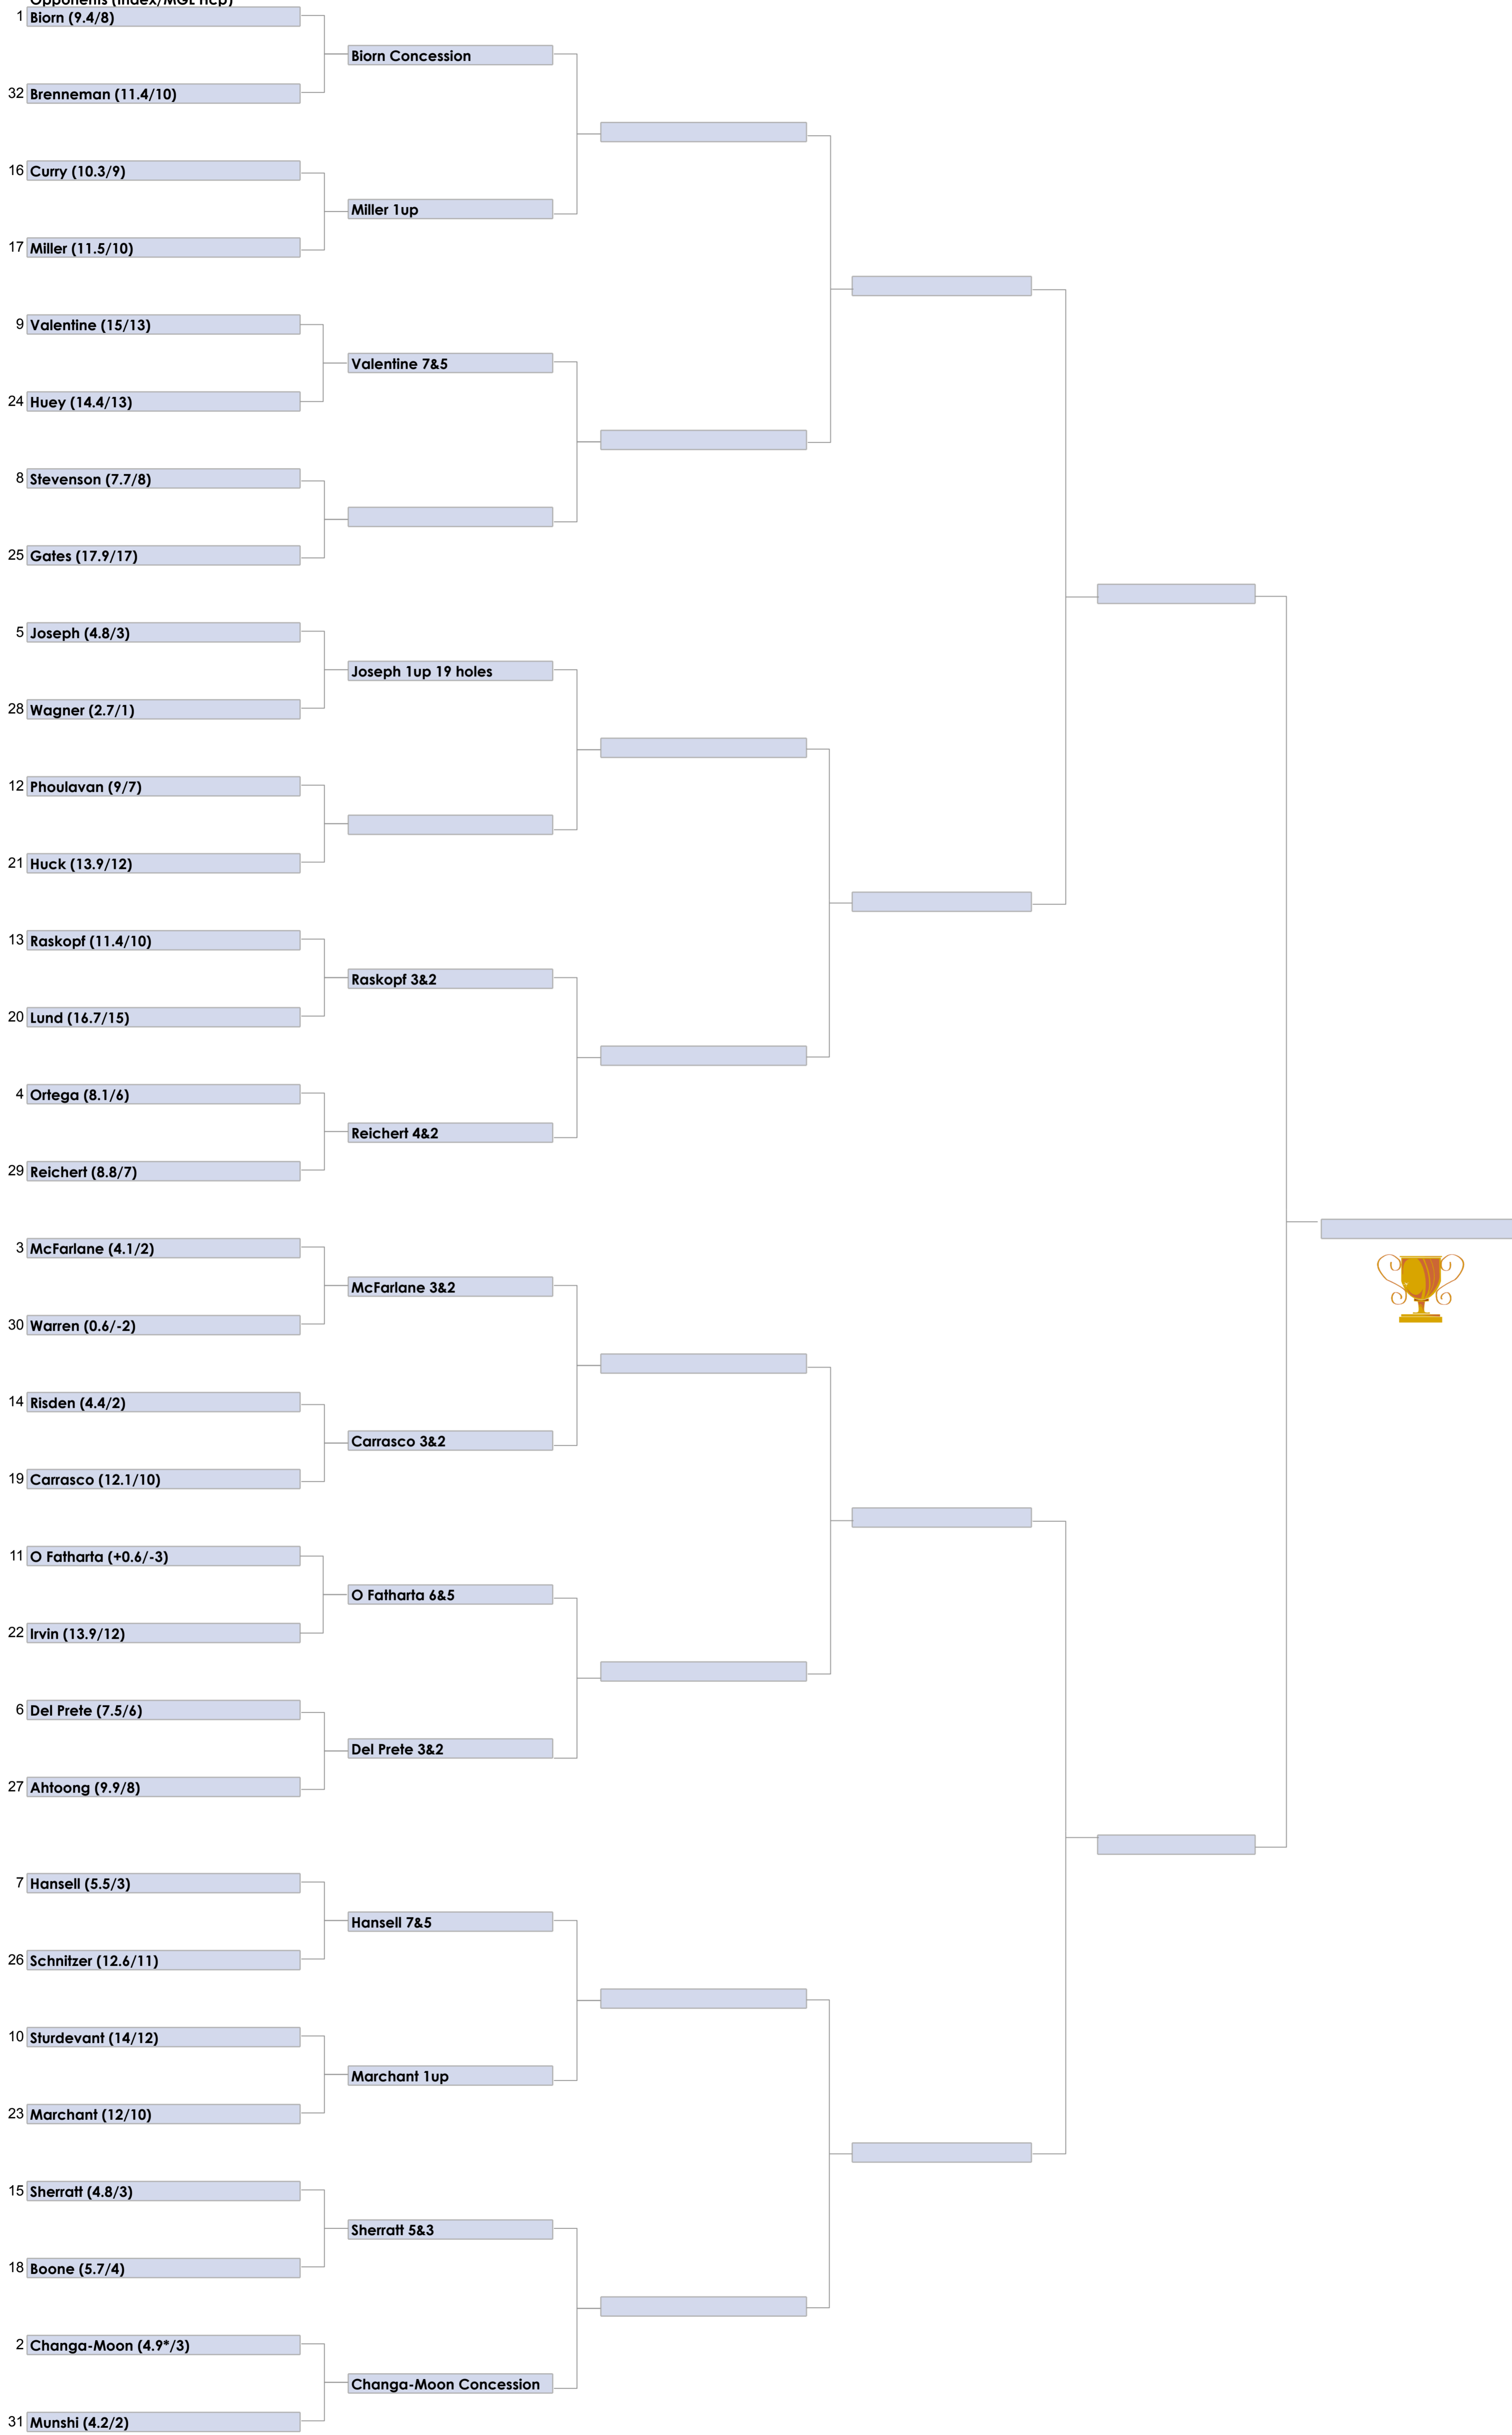 Opponents (Index/MGL hcp)
1 Biorn (9.4/8)
Biorn Concession
32 Brenneman (11.4/10)
16 Curry (10.3/9)
Miller 1up
17 Miller (11.5/10)
9 Valentine (15/13)
Valentine 7&5
24 Huey (14.4/13)
8 Stevenson (7.7/8)
25 Gates (17.9/17)
5 Joseph (4.8/3)
Joseph 1up 19 holes
28 Wagner (2.7/1)
12 Phoulavan (9/7)
21 Huck (13.9/12)
13 Raskopf (11.4/10)
Raskopf 3&2
20 Lund (16.7/15)
4 Ortega (8.1/6)
Reichert 4&2
29 Reichert (8.8/7)
3 McFarlane (4.1/2)
McFarlane 3&2
30 Warren (0.6/-2)
14 Risden (4.4/2)
Carrasco 3&2
19 Carrasco (12.1/10)
11 O Fatharta (+0.6/-3)
O Fatharta 6&5
22 Irvin (13.9/12)
6 Del Prete (7.5/6)
Del Prete 3&2
27 Ahtoong (9.9/8)
7 Hansell (5.5/3)
Hansell 7&5
26 Schnitzer (12.6/11)
10 Sturdevant (14/12)
Marchant 1up
23 Marchant (12/10)
15 Sherratt (4.8/3)
Sherratt 5&3
18 Boone (5.7/4)
2 Changa-Moon (4.9*/3)
Changa-Moon Concession
31 Munshi (4.2/2)